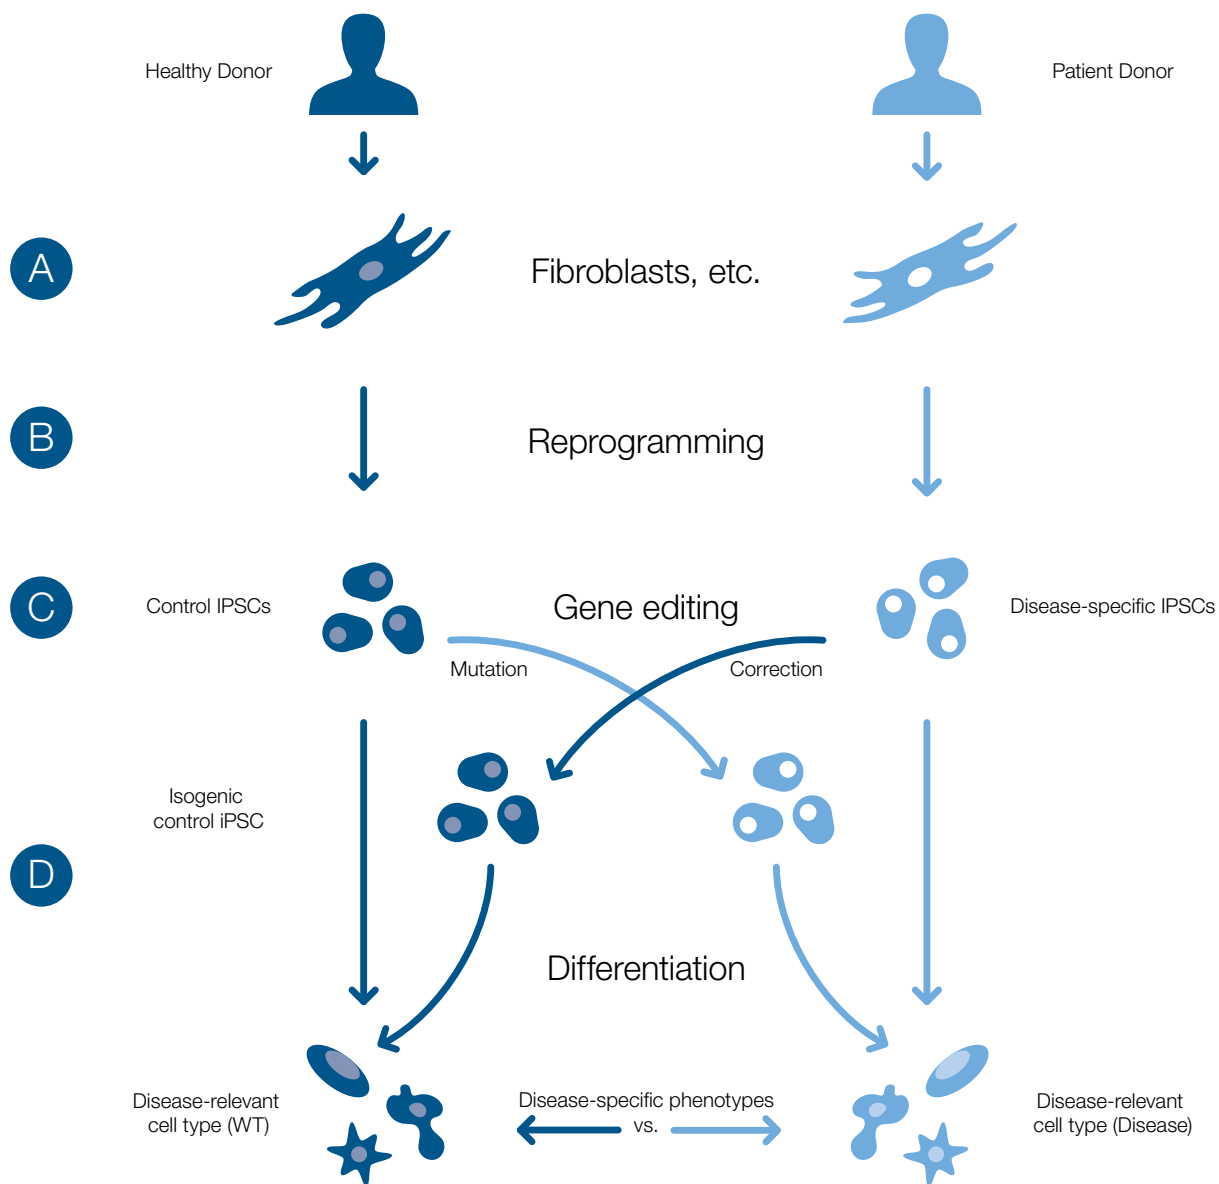 Healthy Donor
Patient Donor
A
Fibroblasts, etc.
B
Reprogramming
C
Control IPSCs
Gene editing
Disease-specific IPSCs
Mutation
Correction
Isogenic
control iPSC
D
Differentiation
Disease-relevant
cell type (WT)
Disease-specific phenotypes
vs.
Disease-relevant
cell type (Disease)